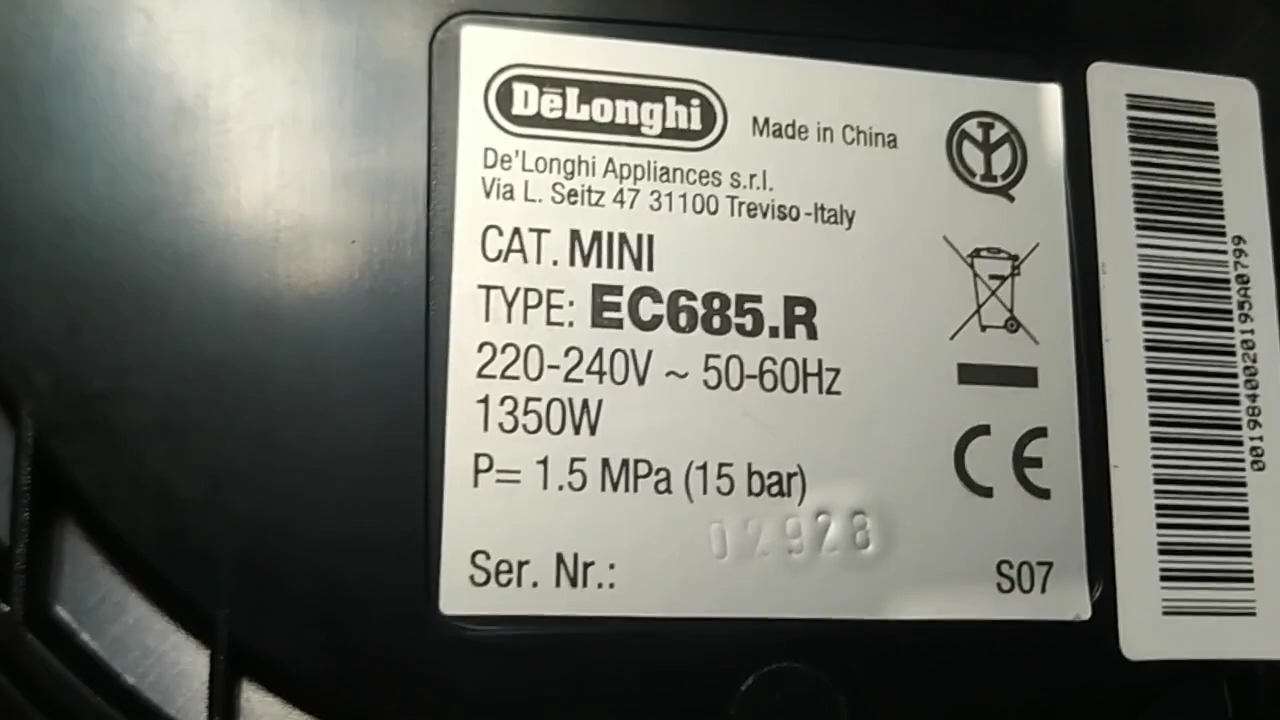 DēLonghi
Made in China
De'Longhi Appliances s.r.l.
Via L. Seitz 47 31100 Treviso-Italy
CAT. MINI
TYPE: EC685.R
220-240V ~ 50-60Hz
1350W
P= 1.5 MPa (15 bar)
02928
Ser. Nr.:
S07
CE
0019840020195A0799